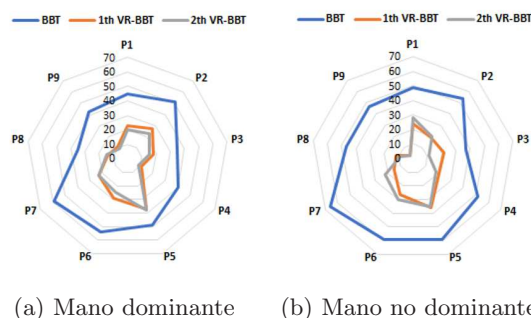 BBT 1th VR-BBT 2th VR-BBT
P1
P2
P3
P4
P5
P6
P7
P8
P9
70
60
50
40
30
20
10
0
(a) Mano dominante
BBT 1th VR-BBT 2th VR-BBT
P1
P2
P3
P4
P5
P6
P7
P8
P9
70
60
50
40
30
20
10
0
(b) Mano no dominante